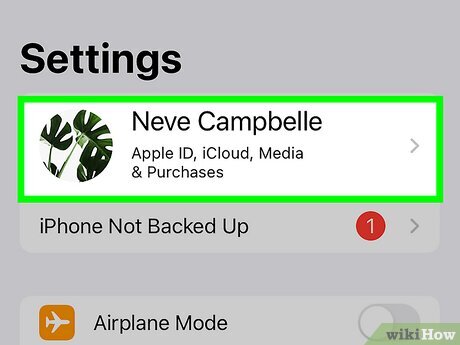 Settings
Neve Campbelle
Apple ID, iCloud, Media
& Purchases
iPhone Not Backed Up
1
Airplane Mode
wikiHow